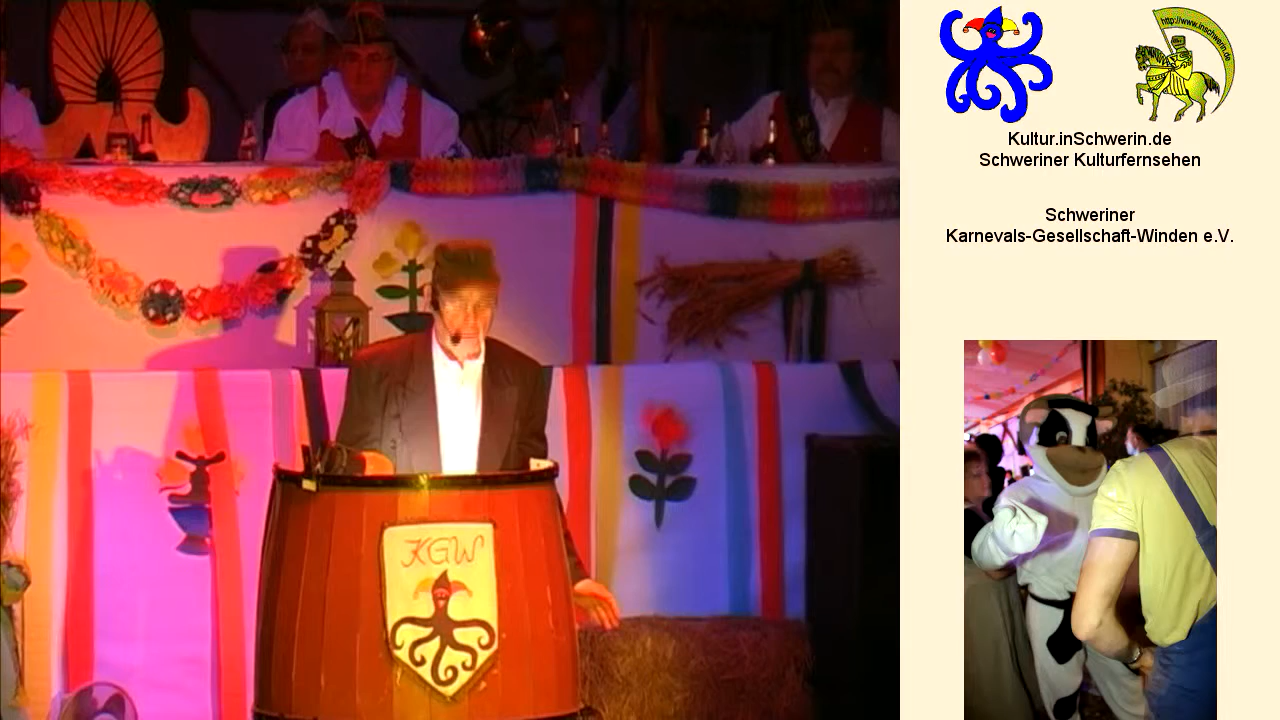 http://www.inschwerin.de
Kultur.inSchwerin.de
Schweriner Kulturfernsehen
Schweriner
Karnevals-Gesellschaft-Winden e.V.
KGW